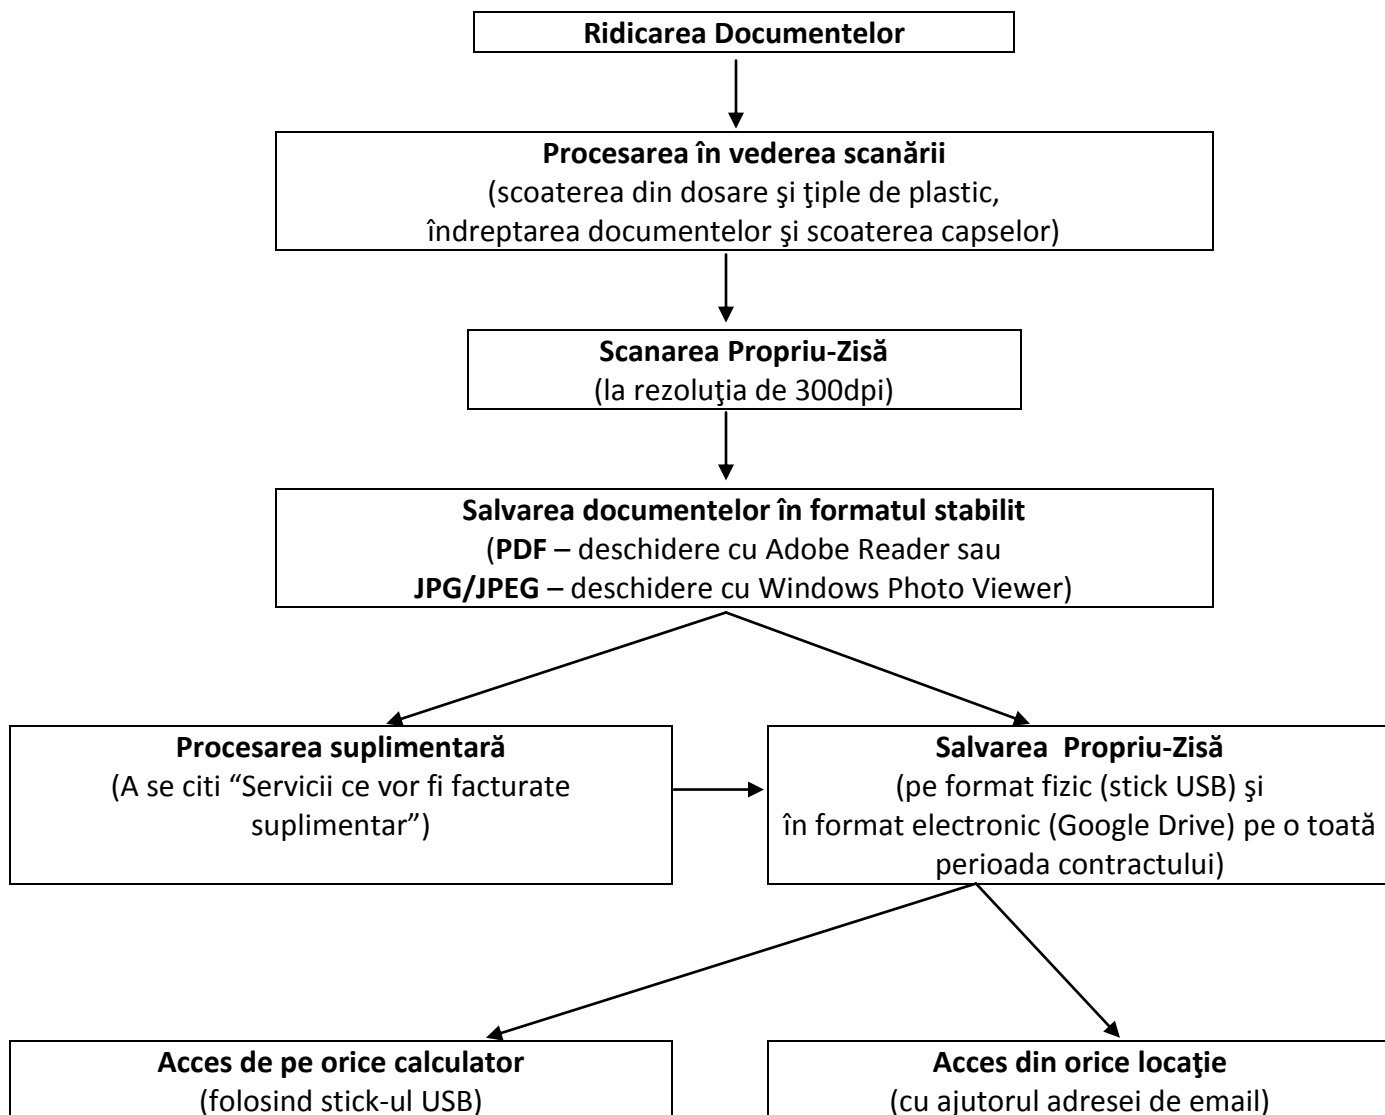 Ridicarea Documentelor
Procesarea în vederea scanării
(scoaterea din dosare şi ţiple de plastic,
îndreptarea documentelor şi scoaterea capselor)
Scanarea Propriu-Zisă
(la rezoluţia de 300dpi)
Salvarea documentelor în formatul stabilit
(PDF – deschidere cu Adobe Reader sau
JPG/JPEG – deschidere cu Windows Photo Viewer)
Procesarea suplimentară
(A se citi “Servicii ce vor fi facturate
suplimentar”)
Salvarea  Propriu-Zisă
(pe format fizic (stick USB) şi
în format electronic (Google Drive) pe o toată
perioada contractului)
Acces de pe orice calculator
(folosind stick-ul USB)
Acces din orice locaţie
(cu ajutorul adresei de email)